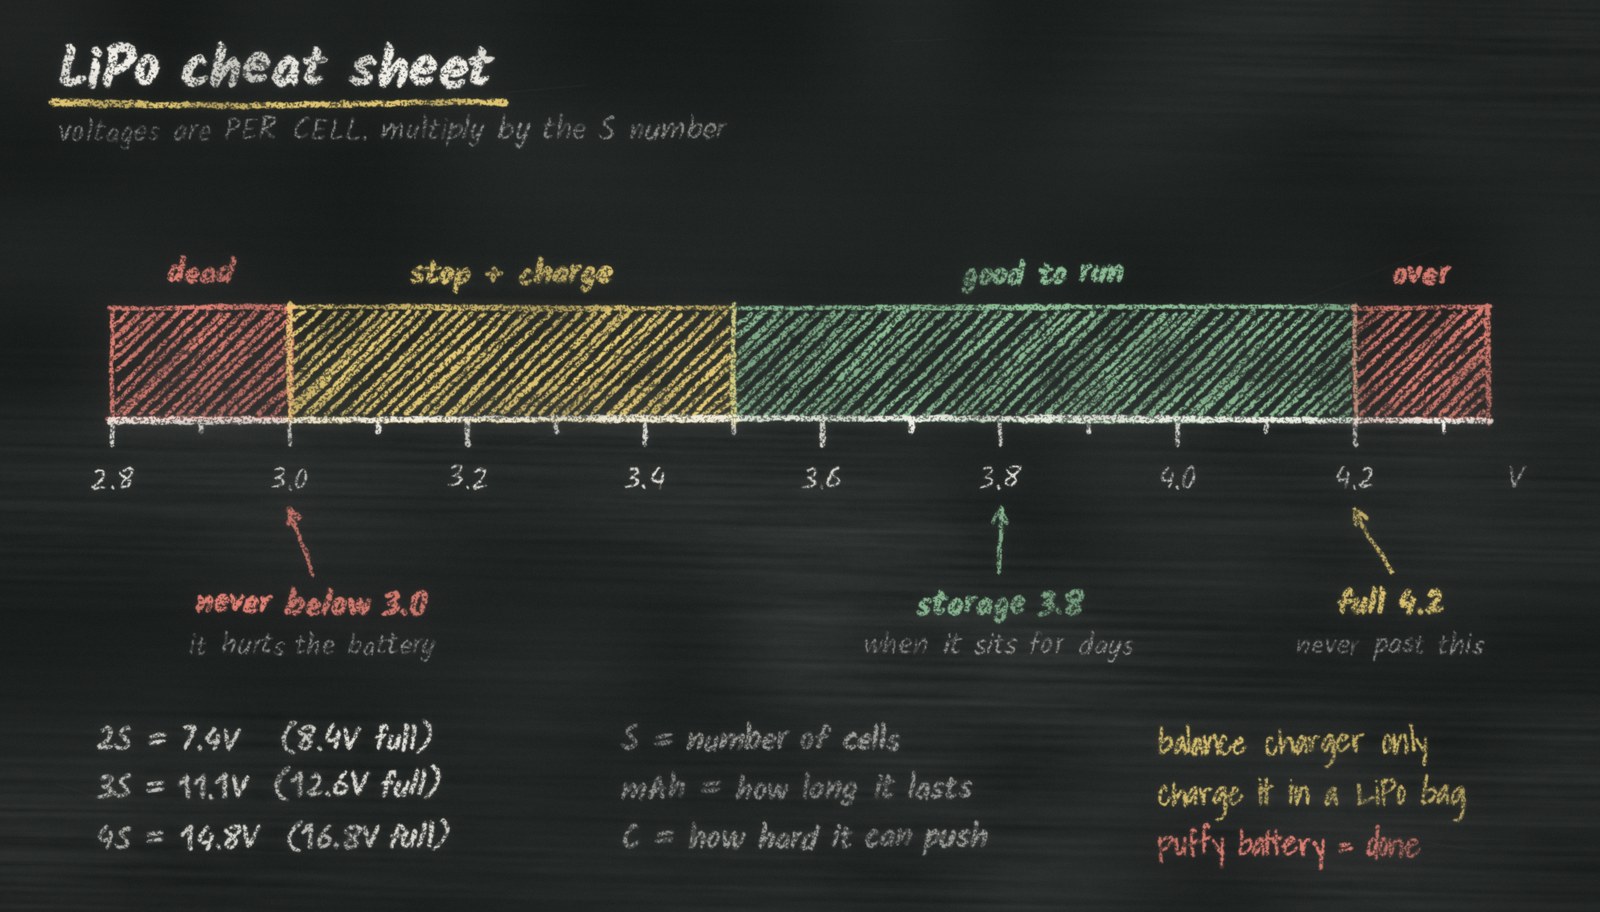 LiPo cheat sheet
voltages are PER CELL. multiply by the S number
dead
stop + charge
good to run
over
2.8
3.0
3.2
3.4
3.6
3.8
4.0
4.2
V
never below 3.0
it hurts the battery
storage 3.8
when it sits for days
full 4.2
never past this
2S = 7.4V (8.4V full)
3S = 11.1V (12.6V full)
4S = 14.8V (16.8V full)
S = number of cells
mAh = how long it lasts
C = how hard it can push
balance charger only
charge it in a LiPo bag
puffy battery = done